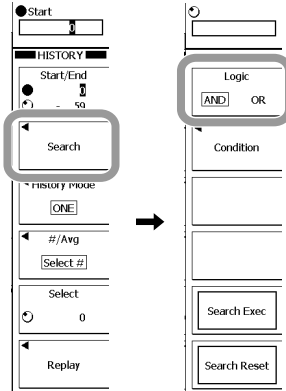 Start
0
HISTORY
Start/End
0
- 59
Search
History Mode
ONE
#/Avg
Select #
Select
0
Replay
Logic
AND OR
Condition
Search Exec
Search Reset